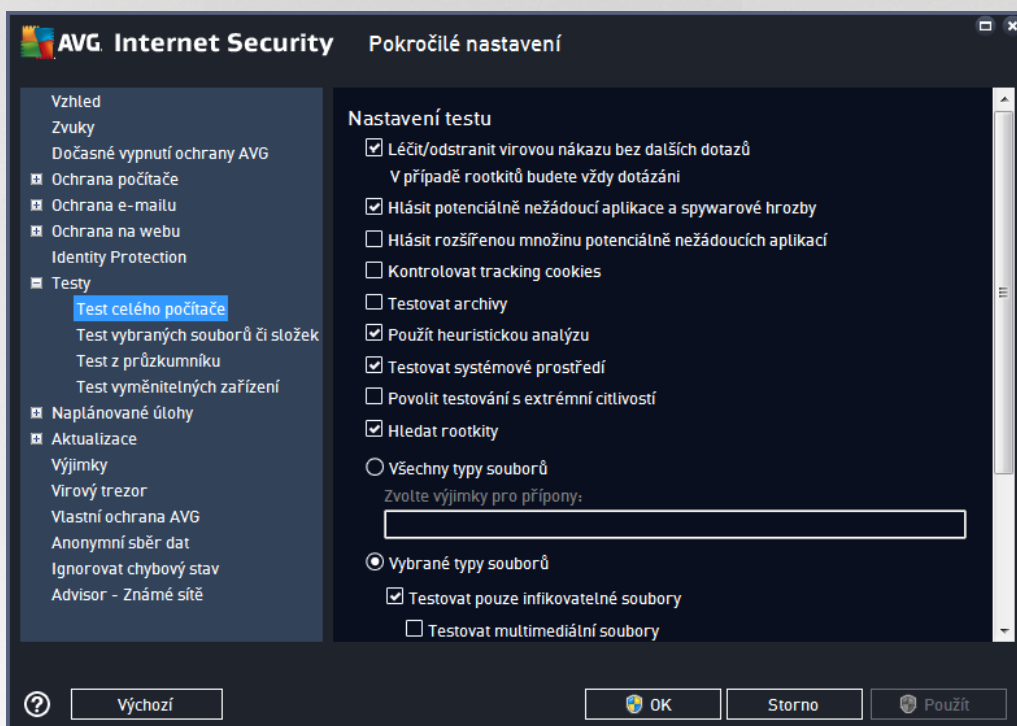 AVG. Internet Security Pokročilé nastavení
Vzhled
Zvuky
Dočasné vypnutí ochrany AVG
Ochrana počítače
Ochrana e-mailu
Ochrana na webu
Identity Protection
Testy
Test celého počítače
Test vybraných souborů či složek
Test z průzkumníku
Test vyměnitelných zařízení
Naplánované úlohy
Aktualizace
Výjimky
Virový trezor
Vlastní ochrana AVG
Anonymní sběr dat
Ignorovat chybový stav
Advisor - Známé sítě
Nastavení testu
Léčit/odstranit virovou nákazu bez dalších dotazů
V případě rootkitů budete vždy dotázáni
Hlásit potenciálně nežádoucí aplikace a spywarové hrozby
Hlásit rozšířenou množinu potenciálně nežádoucích aplikací
Kontrolovat tracking cookies
Testovat archivy
Použít heuristickou analýzu
Testovat systémové prostředí
Povolit testování s extrémní citlivostí
Hledat rootkity
Všechny typy souborů
Zvolte výjimky pro přípony:
Vybrané typy souborů
Testovat pouze infikovatelné soubory
Testovat multimediální soubory
Výchozí
OK
Storno
Použít